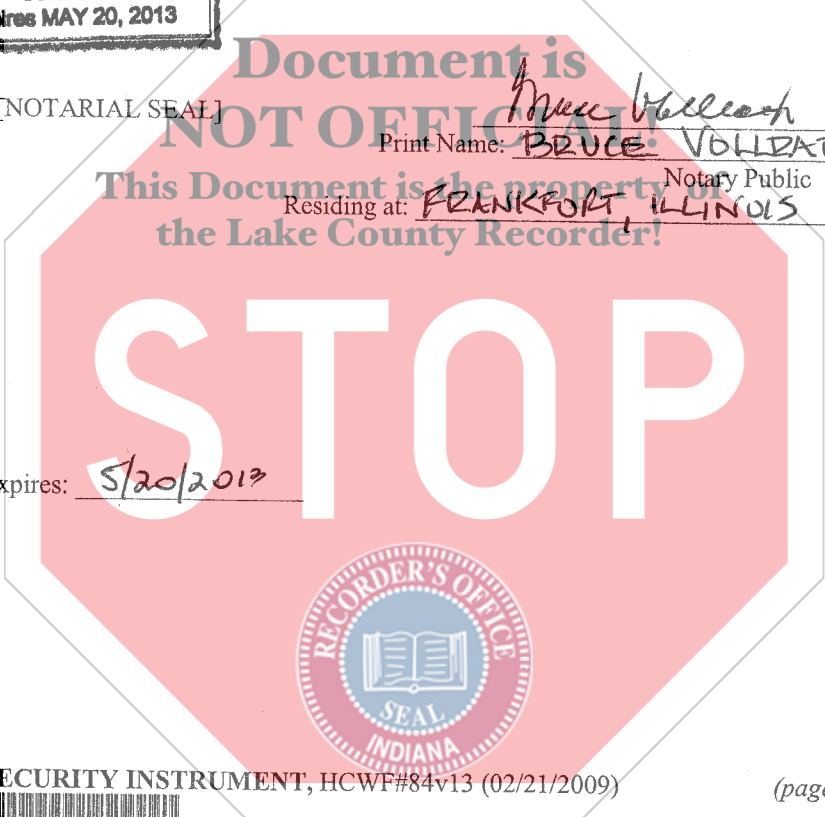 ires MAY 20, 2013
Document is
[NOTARIAL SEAL]
NOT OFFICIAL!
Print Name: BRUCE VOLLRAT
Notary Public
This Document is the property of
Residing at: FRANKFORT, ILLINOIS
the Lake County Recorder!
STOP
xpires: 5/20/2013
RECORDER'S OFFICE
SEAL
INDIANA
ECURITY INSTRUMENT, HCWF#84v13 (02/21/2009) (page